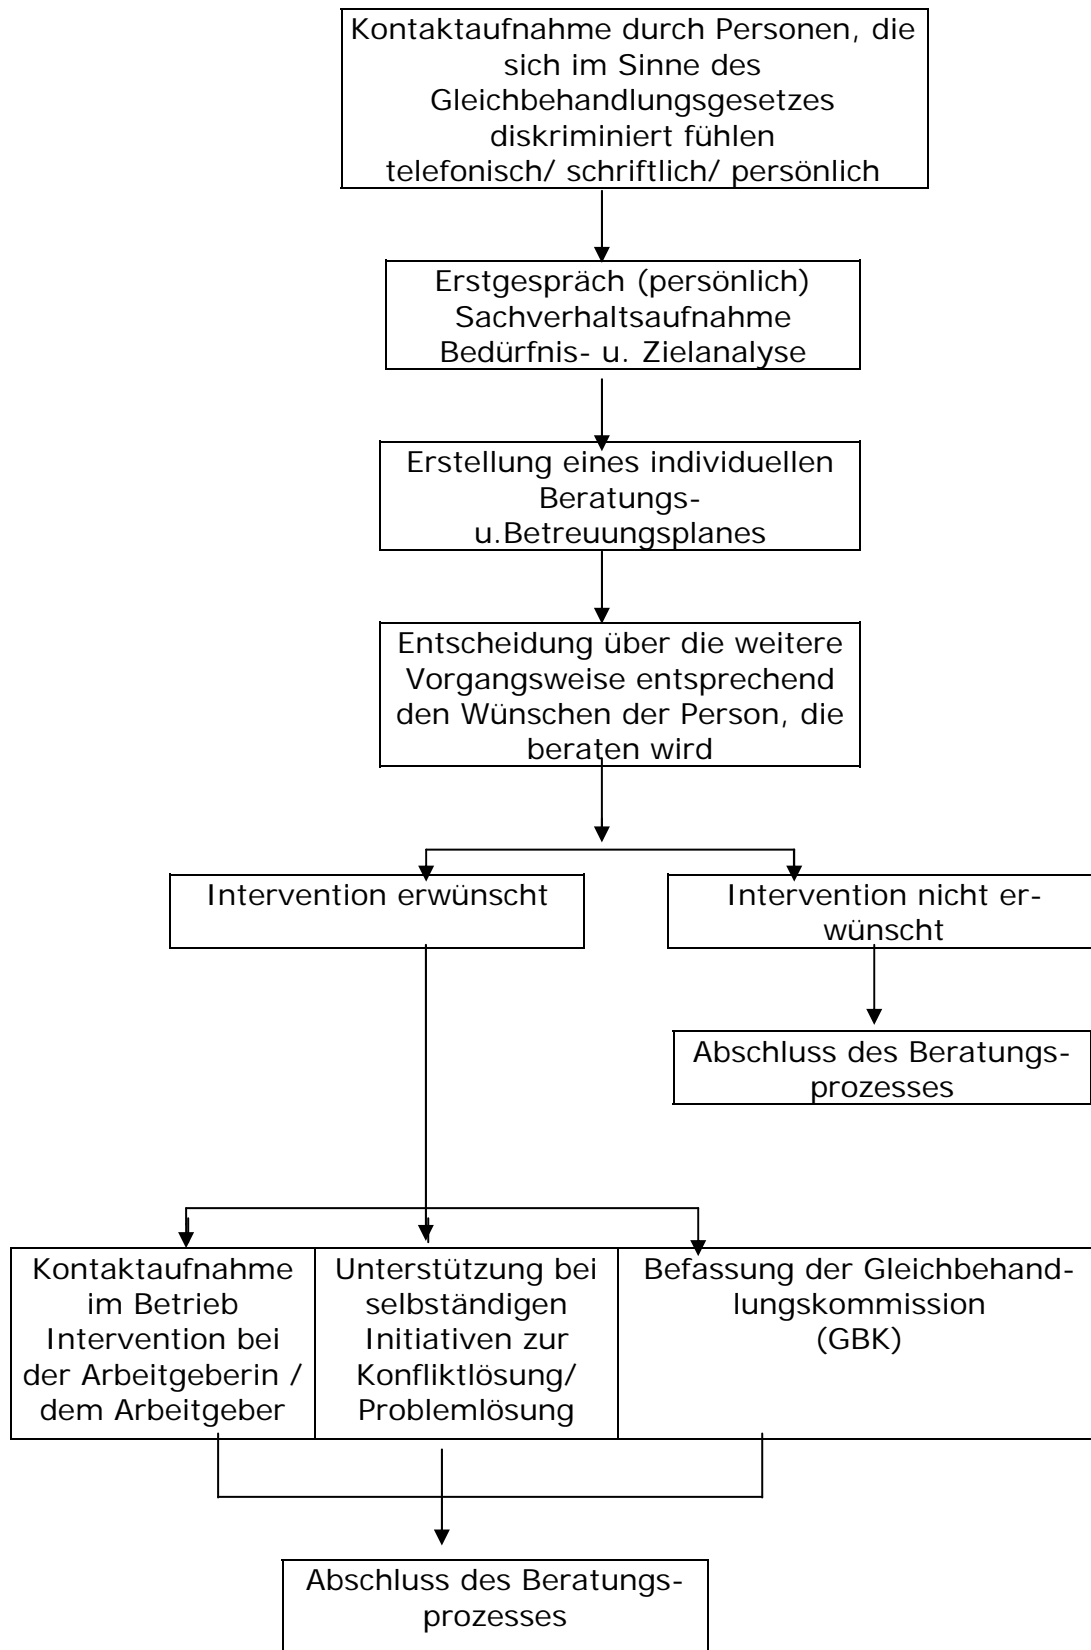 Kontaktaufnahme durch Personen, die
sich im Sinne des
Gleichbehandlungsgesetzes
diskriminiert fühlen
telefonisch/ schriftlich/ persönlich
Erstgespräch (persönlich)
Sachverhaltsaufnahme
Bedürfnis- u. Zielanalyse
Erstellung eines individuellen
Beratungs-
u.Betreuungsplanes
Entscheidung über die weitere
Vorgangsweise entsprechend
den Wünschen der Person, die
beraten wird
Intervention erwünscht
Intervention nicht er-
wünscht
Abschluss des Beratungs-
prozesses
Kontaktaufnahme
im Betrieb
Intervention bei
der Arbeitgeberin /
dem Arbeitgeber
Unterstützung bei
selbständigen
Initiativen zur
Konfliktlösung/
Problemlösung
Befassung der Gleichbehand-
lungskommission
(GBK)
Abschluss des Beratungs-
prozesses